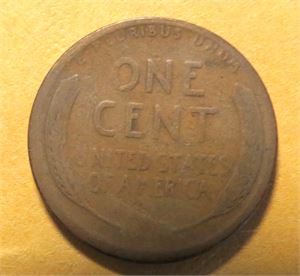 E PLURIBUS UNUM
ONE
CENT
UNITED STATES
OF AMERICA